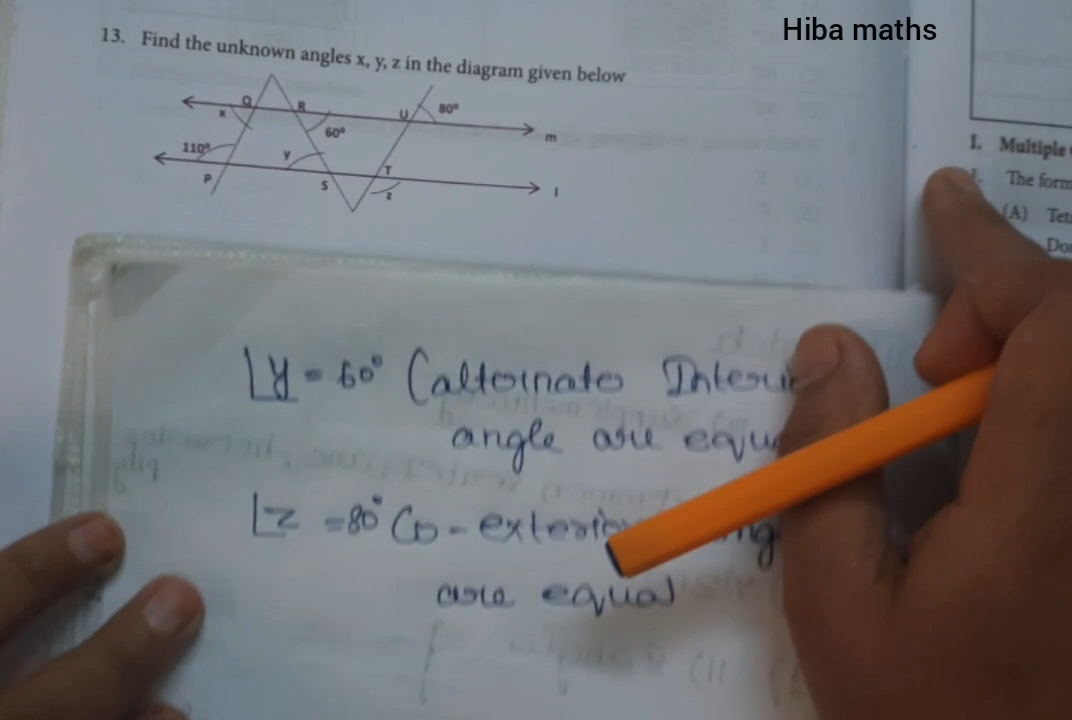 Hiba maths
13. Find the unknown angles x, y, z in the diagram given below
Q
R
U
80°
x
60°
m
110°
y
T
P
S
z
l
I. Multiple
The form
(A) Tet
Do
∠y = 60° (alternate Interi
angle are equ
∠z = 80° Co-exterio
are equal